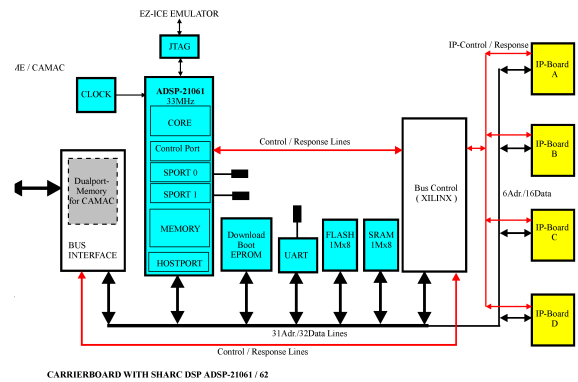 EZ-ICE EMULATOR
JTAG
IP-Control / Response
ME / CAMAC
IP-Board
A
CLOCK
ADSP-21061
33MHz
CORE
Control Port
SPORT 0
SPORT 1
MEMORY
HOSTPORT
Control / Response Lines
Dualport-
Memory
for CAMAC
BUS
INTERFACE
Download
Boot
EPROM
UART
FLASH
1Mx8
SRAM
1Mx8
Bus Control
( XILINX )
IP-Board
B
6Adr./16Data
IP-Board
C
IP-Board
D
31Adr./32Data Lines
Control / Response Lines
CARRIERBOARD WITH SHARC DSP ADSP-21061 / 62